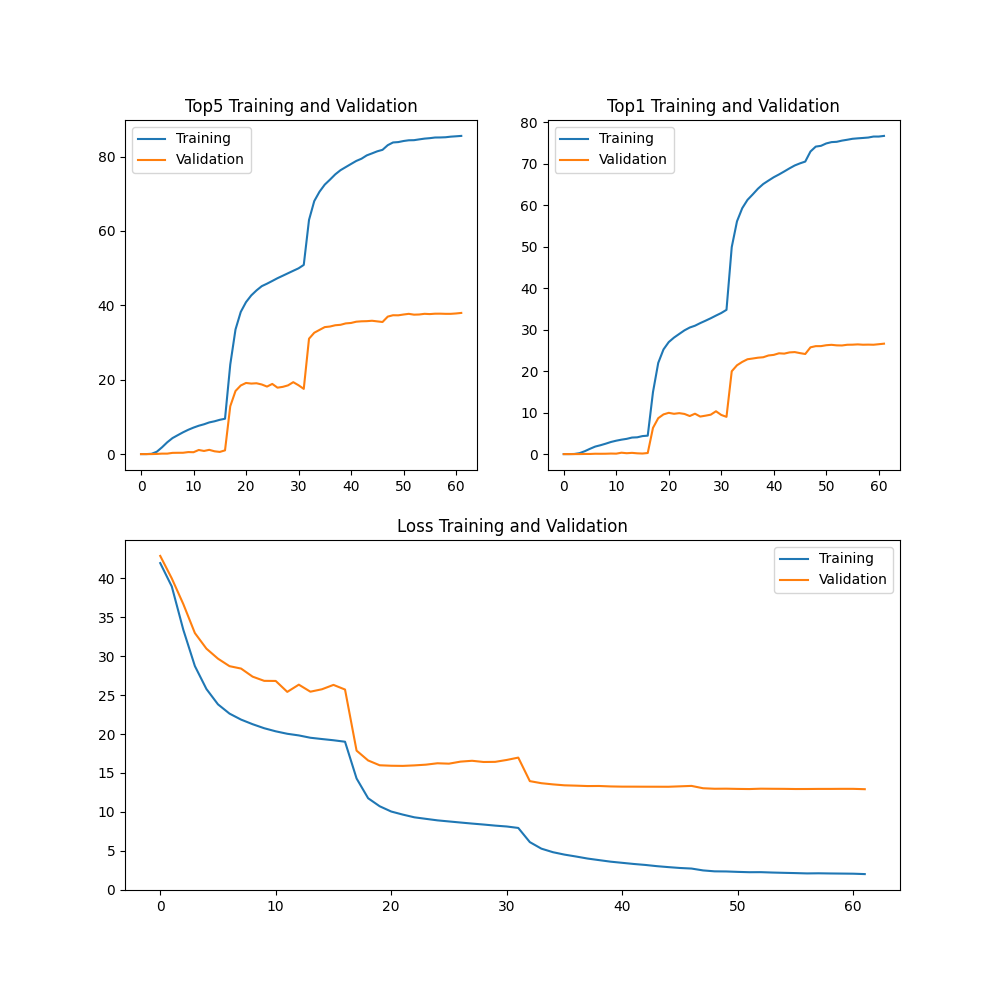 Top5 Training and Validation
Training
Validation
80
60
40
20
0
0 10 20 30 40 50 60
Top1 Training and Validation
Training
Validation
80
70
60
50
40
30
20
10
0
0 10 20 30 40 50 60
Loss Training and Validation
Training
Validation
40
35
30
25
20
15
10
5
0
0 10 20 30 40 50 60